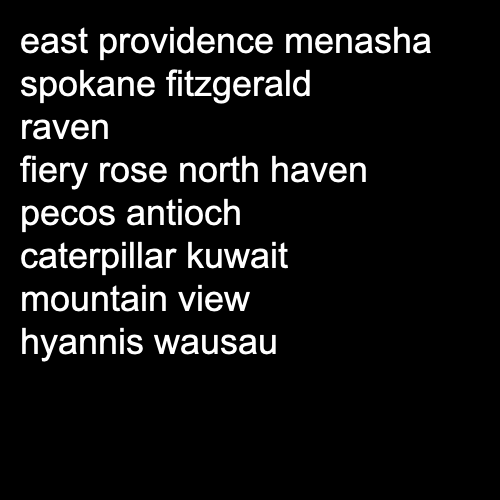 east providence menasha
spokane fitzgerald
raven
fiery rose north haven
pecos antioch
caterpillar kuwait
mountain view
hyannis wausau